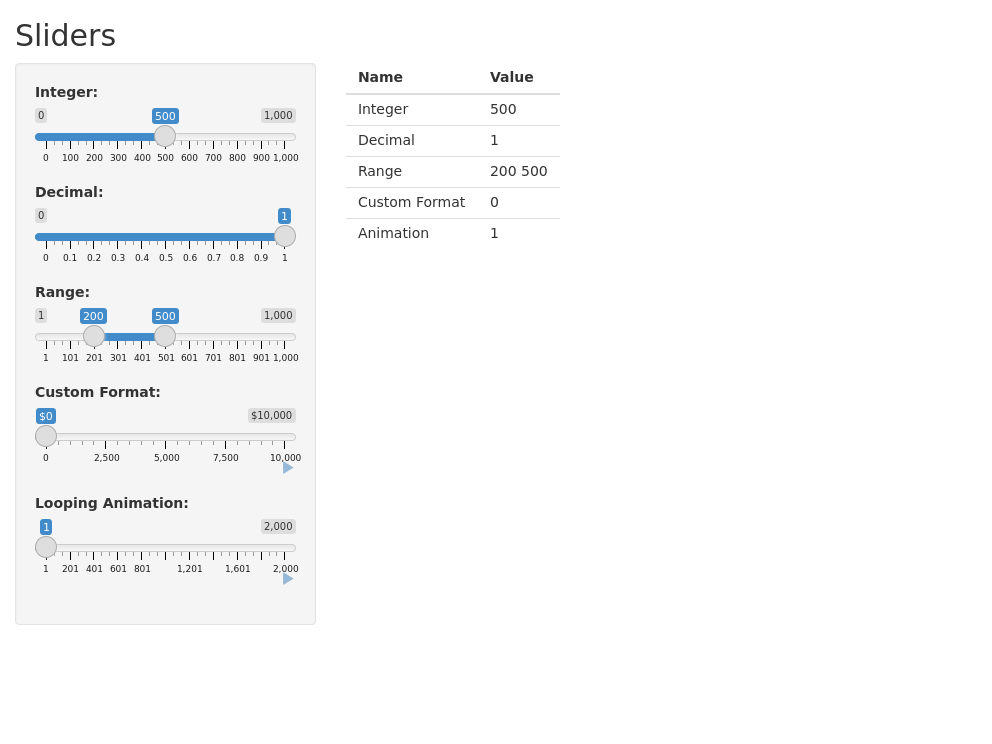 Sliders
Integer:
0 500 1,000
0 100 200 300 400 500 600 700 800 900 1,000
Decimal:
0 1
0 0.1 0.2 0.3 0.4 0.5 0.6 0.7 0.8 0.9 1
Range:
1 200 500 1,000
1 101 201 301 401 501 601 701 801 901 1,000
Custom Format:
$0 $10,000
0 2,500 5,000 7,500 10,000
Looping Animation:
1 2,000
1 201 401 601 801 1,201 1,601 2,000
Name Value
Integer 500
Decimal 1
Range 200 500
Custom Format 0
Animation 1